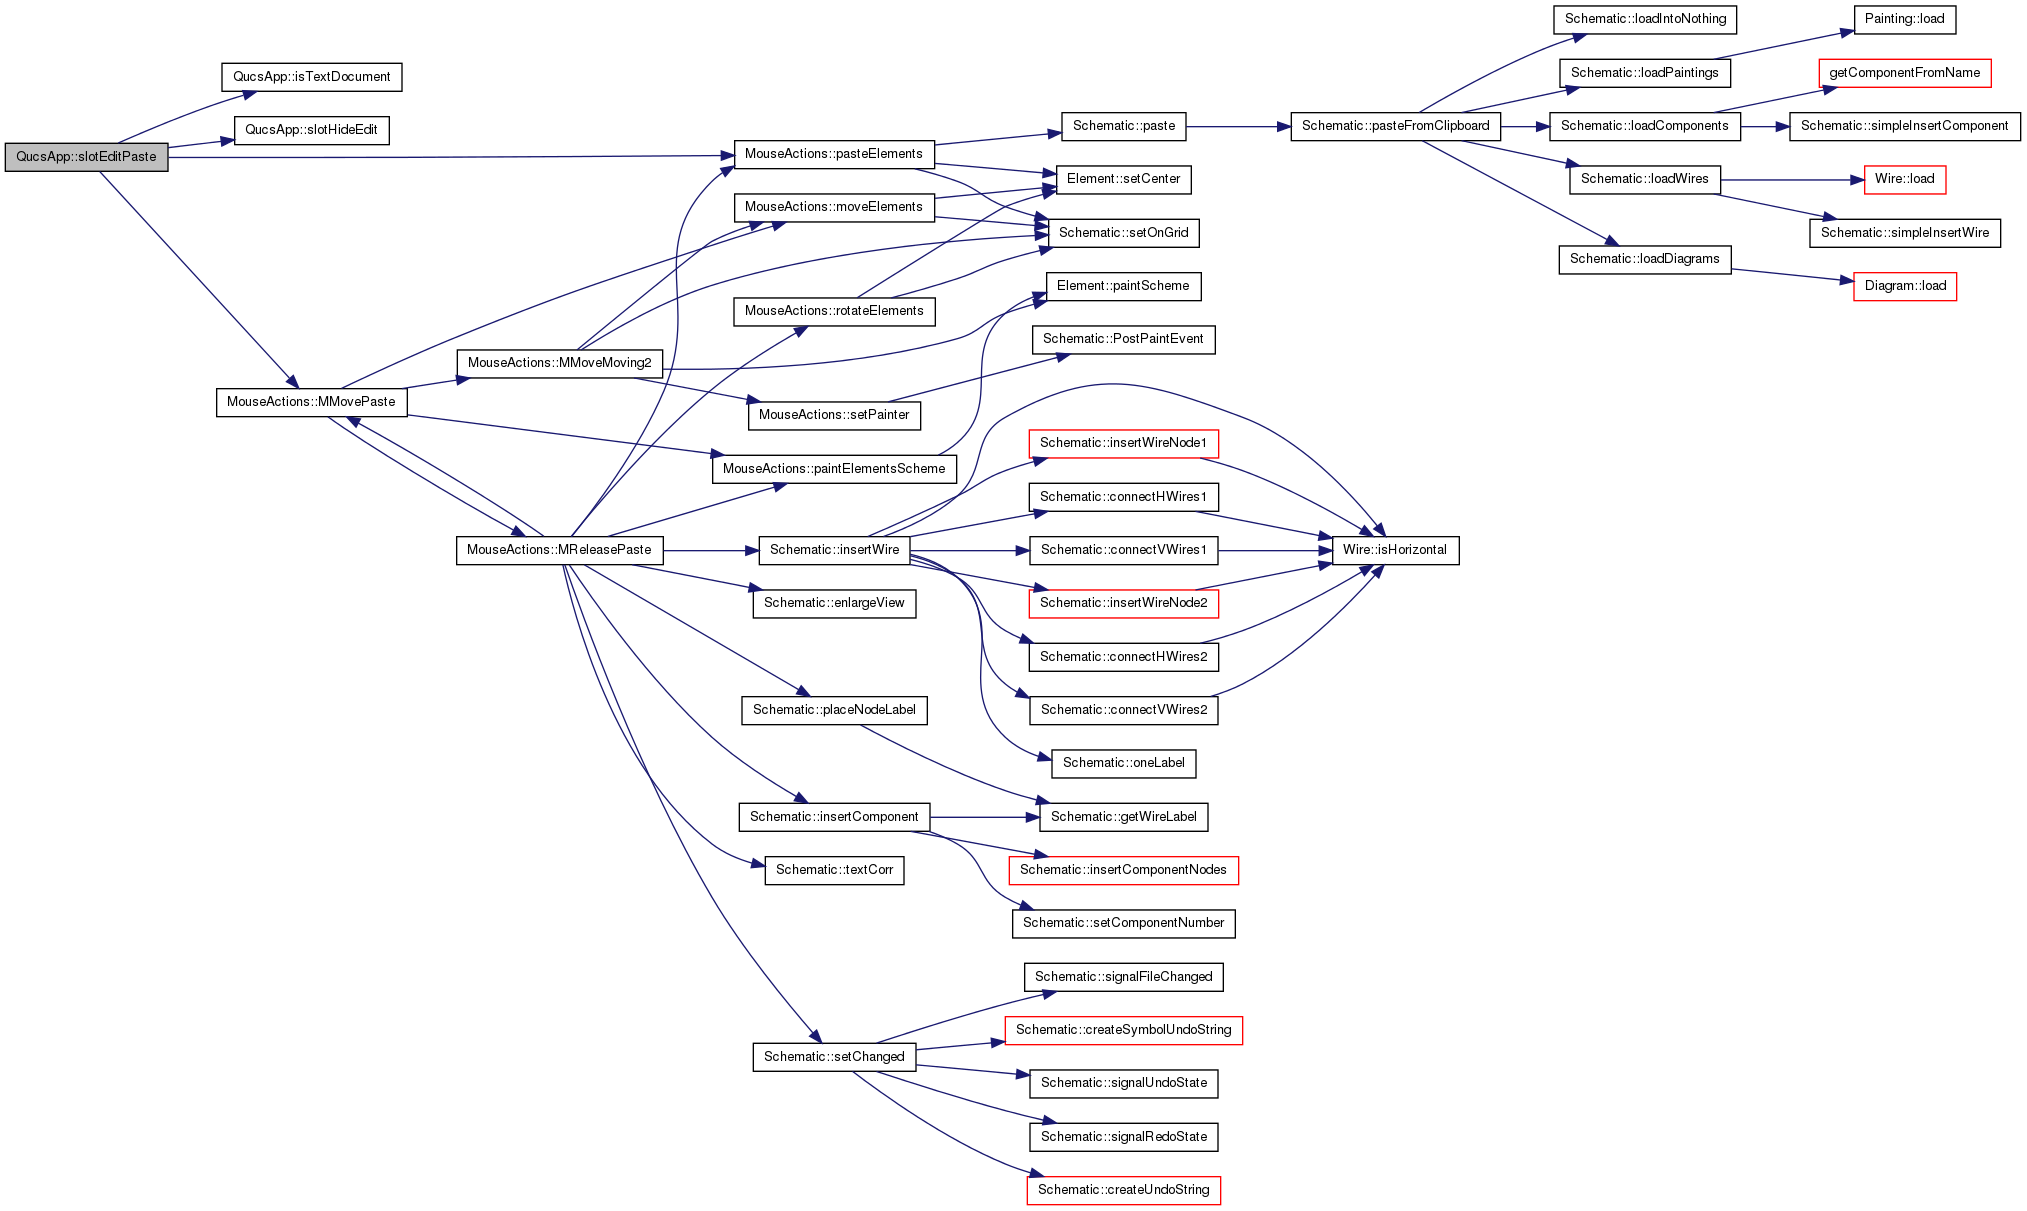 QucsApp::slotEditPaste
QucsApp::isTextDocument
QucsApp::slotHideEdit
MouseActions::MMovePaste
MouseActions::MMoveMoving2
MouseActions::MReleasePaste
MouseActions::pasteElements
MouseActions::moveElements
MouseActions::rotateElements
MouseActions::setPainter
MouseActions::paintElementsScheme
Schematic::insertWire
Schematic::enlargeView
Schematic::placeNodeLabel
Schematic::insertComponent
Schematic::textCorr
Schematic::setChanged
Schematic::paste
Element::setCenter
Schematic::setOnGrid
Element::paintScheme
Schematic::PostPaintEvent
Schematic::insertWireNode1
Schematic::connectHWires1
Schematic::connectVWires1
Schematic::insertWireNode2
Schematic::connectHWires2
Schematic::connectVWires2
Schematic::oneLabel
Schematic::getWireLabel
Schematic::insertComponentNodes
Schematic::setComponentNumber
Schematic::signalFileChanged
Schematic::createSymbolUndoString
Schematic::signalUndoState
Schematic::signalRedoState
Schematic::createUndoString
Schematic::pasteFromClipboard
Wire::isHorizontal
Schematic::loadIntoNothing
Schematic::loadPaintings
Schematic::loadComponents
Schematic::loadWires
Schematic::loadDiagrams
Painting::load
getComponentFromName
Schematic::simpleInsertComponent
Wire::load
Schematic::simpleInsertWire
Diagram::load